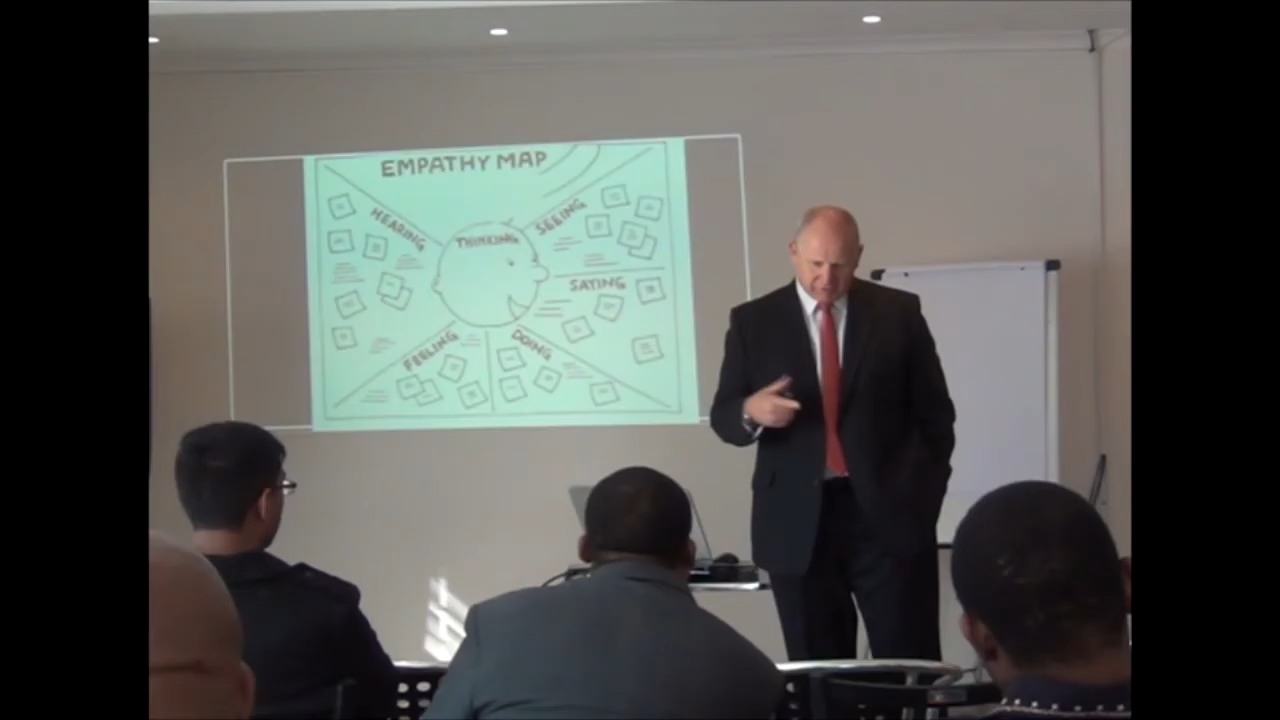 EMPATHY MAP
HEARING
THINKING
SEEING
SAYING
FEELING
DOING